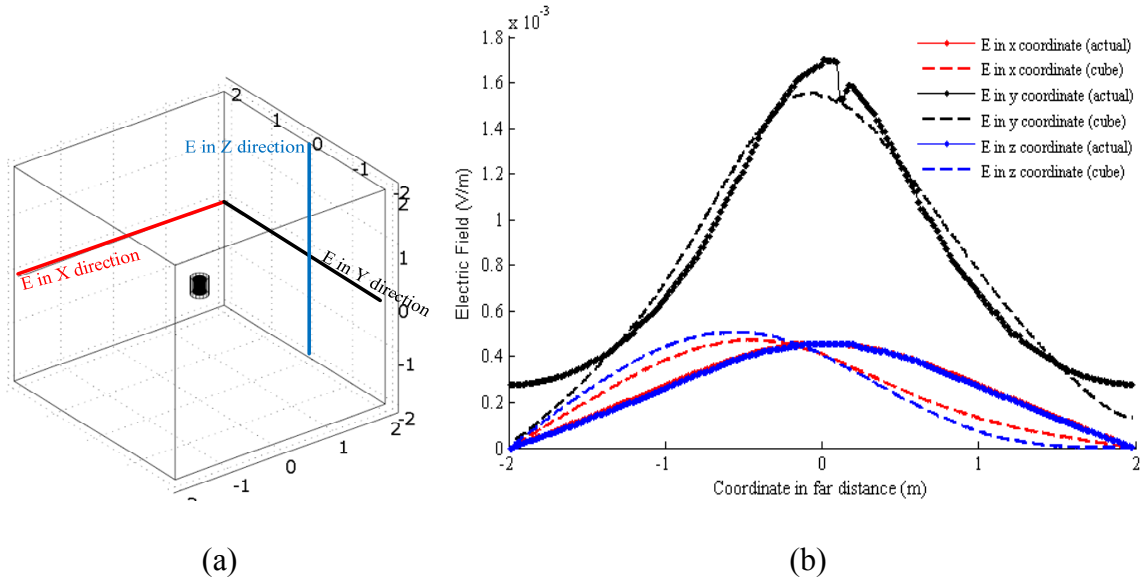 2
1
0
-1
-2
E in Z direction
2
1
0
-1
-2
E in X direction
E in Y direction
2
1
0
-1
(a)
x 10⁻³
1.8
1.6
1.4
1.2
1
0.8
0.6
0.4
0.2
0
Electric Field (V/m)
-2
-1
0
1
2
Coordinate in far distance (m)
E in x coordinate (actual)
E in x coordinate (cube)
E in y coordinate (actual)
E in y coordinate (cube)
E in z coordinate (actual)
E in z coordinate (cube)
(b)